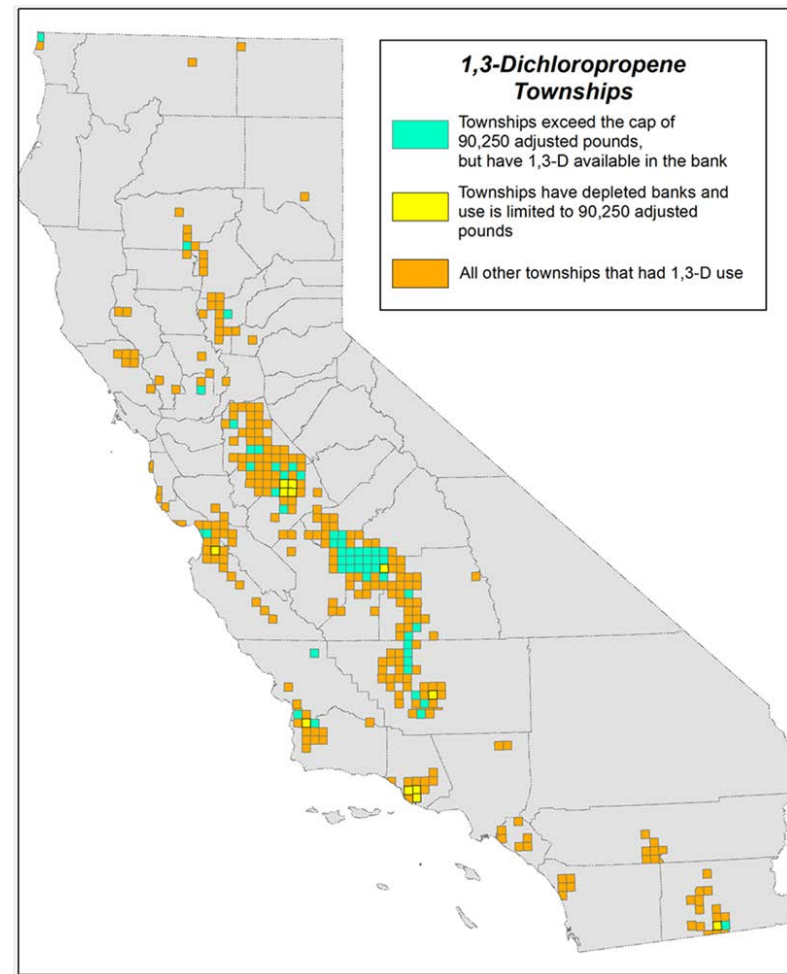 1,3-Dichloropropene
Townships
Townships exceed the cap of
90,250 adjusted pounds,
but have 1,3-D available in the bank
Townships have depleted banks and
use is limited to 90,250 adjusted
pounds
All other townships that had 1,3-D use